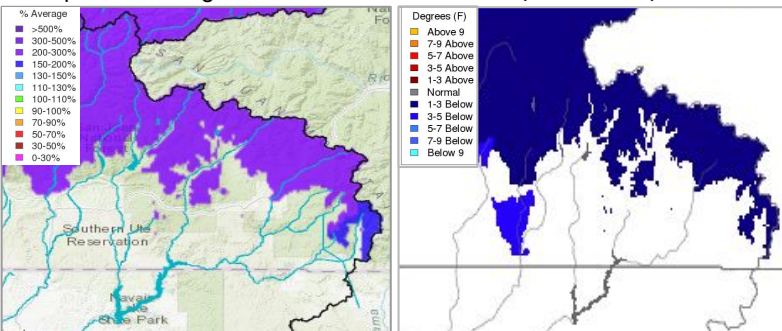 % Average
>500%
300-500%
200-300%
150-200%
130-150%
110-130%
100-110%
90-100%
70-90%
50-70%
30-50%
0-30%
SAN
Southern Ute
Reservation
Navajo
Lake
State Park
Degrees (F)
Above 9
7-9 Above
5-7 Above
3-5 Above
1-3 Above
Normal
1-3 Below
3-5 Below
5-7 Below
7-9 Below
Below 9